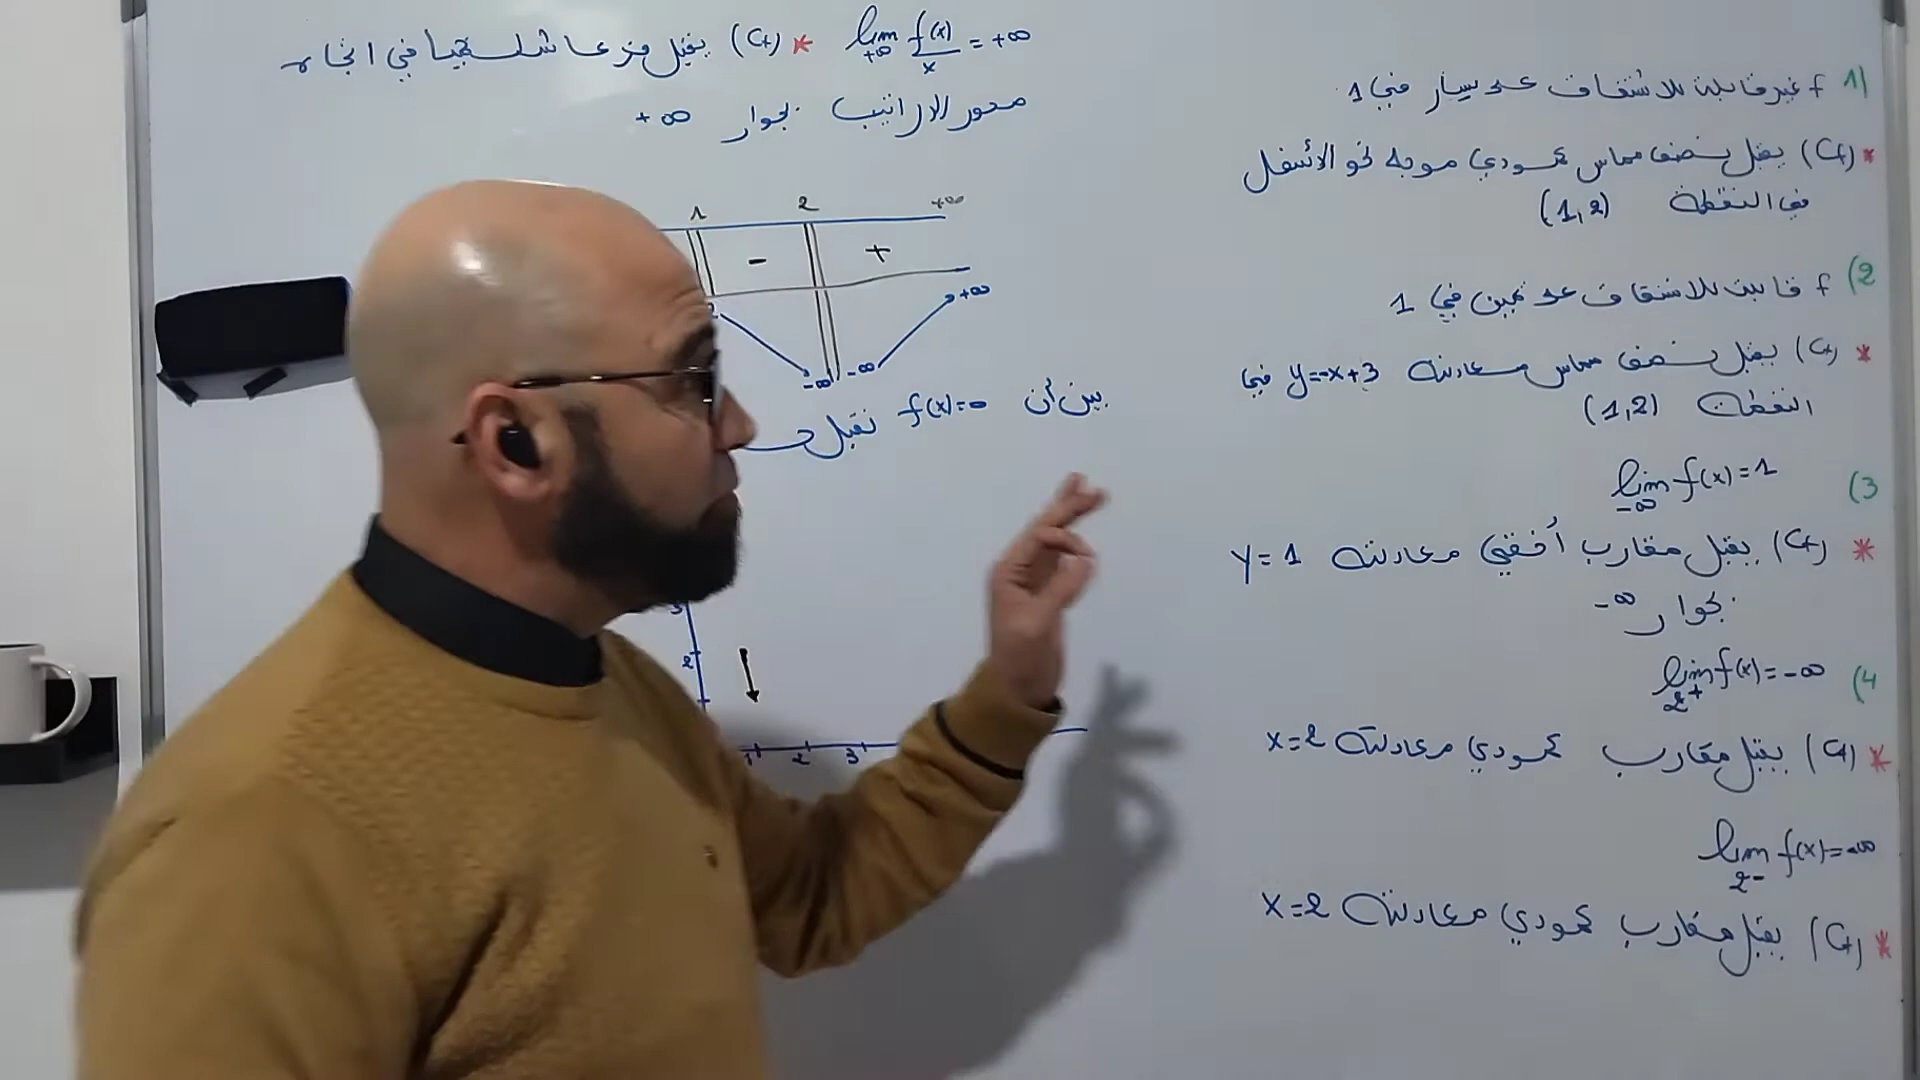 1) f غير قابلة للاشتقاق على يسار في 1
* (Cf) يقبل نصف مماس عمودي موجه نحو الأسفل
في النقطة (1,2)
2) f قابلة للاشتقاق على يمين في 1
* (Cf) يقبل نصف مماس معادلته y=-x+3 في
النقطة (1,2)
3) lim f(x)=1
-∞
* (Cf) يقبل مقارب أفقي معادلته y=1
بجوار -∞
4) lim f(x)=-∞
2+
* (Cf) يقبل مقارب عمودي معادلته x=2
lim f(x)=-∞
2-
* (Cf) يقبل مقارب عمودي معادلته x=2
lim f(x)/x = +∞ * (Cf) يقبل فرعا شلجميا في اتجاه
+∞
محور الأراتيب بجوار +∞
1 2 +∞
- +
-∞ -∞ +∞
بين أن f(x)=0 تقبل
3
2
1 2 3